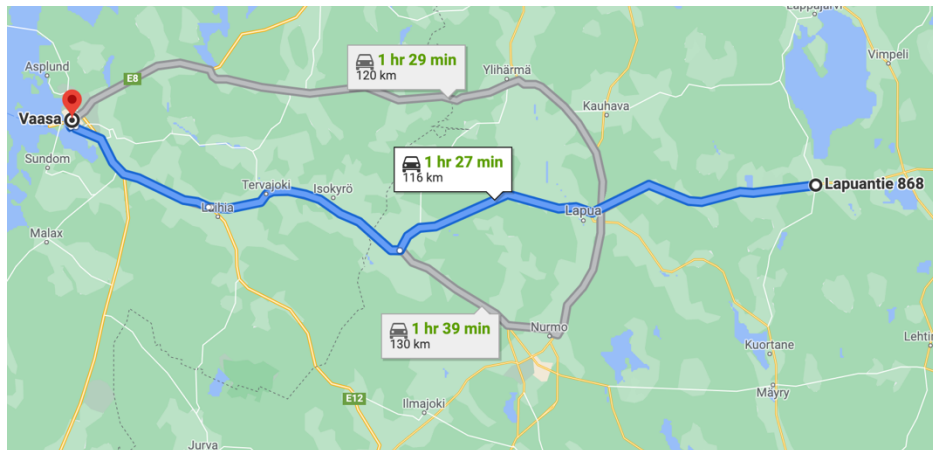 Lappajärvi
Vimpeli
Asplund
E8
1 hr 29 min
120 km
Ylihärmä
Kauhava
Vaasa
Sundom
1 hr 27 min
116 km
Tervajoki
Isokyrö
Lapuantie 868
Laihia
Lapua
Malax
1 hr 39 min
130 km
Nurmo
Kuortane
Lehtin
E12
Ilmajoki
Mäyry
Jurva